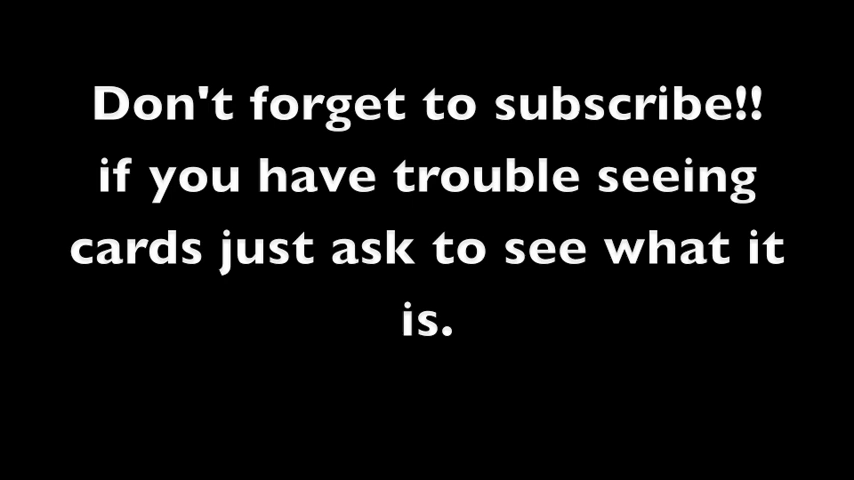 Don't forget to subscribe!!
if you have trouble seeing
cards just ask to see what it
is.